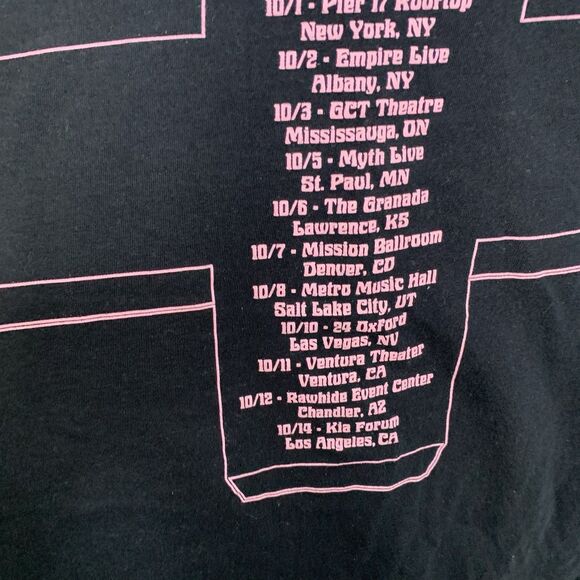 10/1 - Pier 17 Rooftop
New York, NY
10/2 - Empire Live
Albany, NY
10/3 - GCT Theatre
Mississauga, ON
10/5 - Myth Live
St. Paul, MN
10/6 - The Granada
Lawrence, KS
10/7 - Mission Ballroom
Denver, CO
10/8 - Metro Music Hall
Salt Lake City, UT
10/10 - 24 Oxford
Las Vegas, NV
10/11 - Ventura Theater
Ventura, CA
10/12 - Rawhide Event Center
Chandler, AZ
10/14 - Kia Forum
Los Angeles, CA